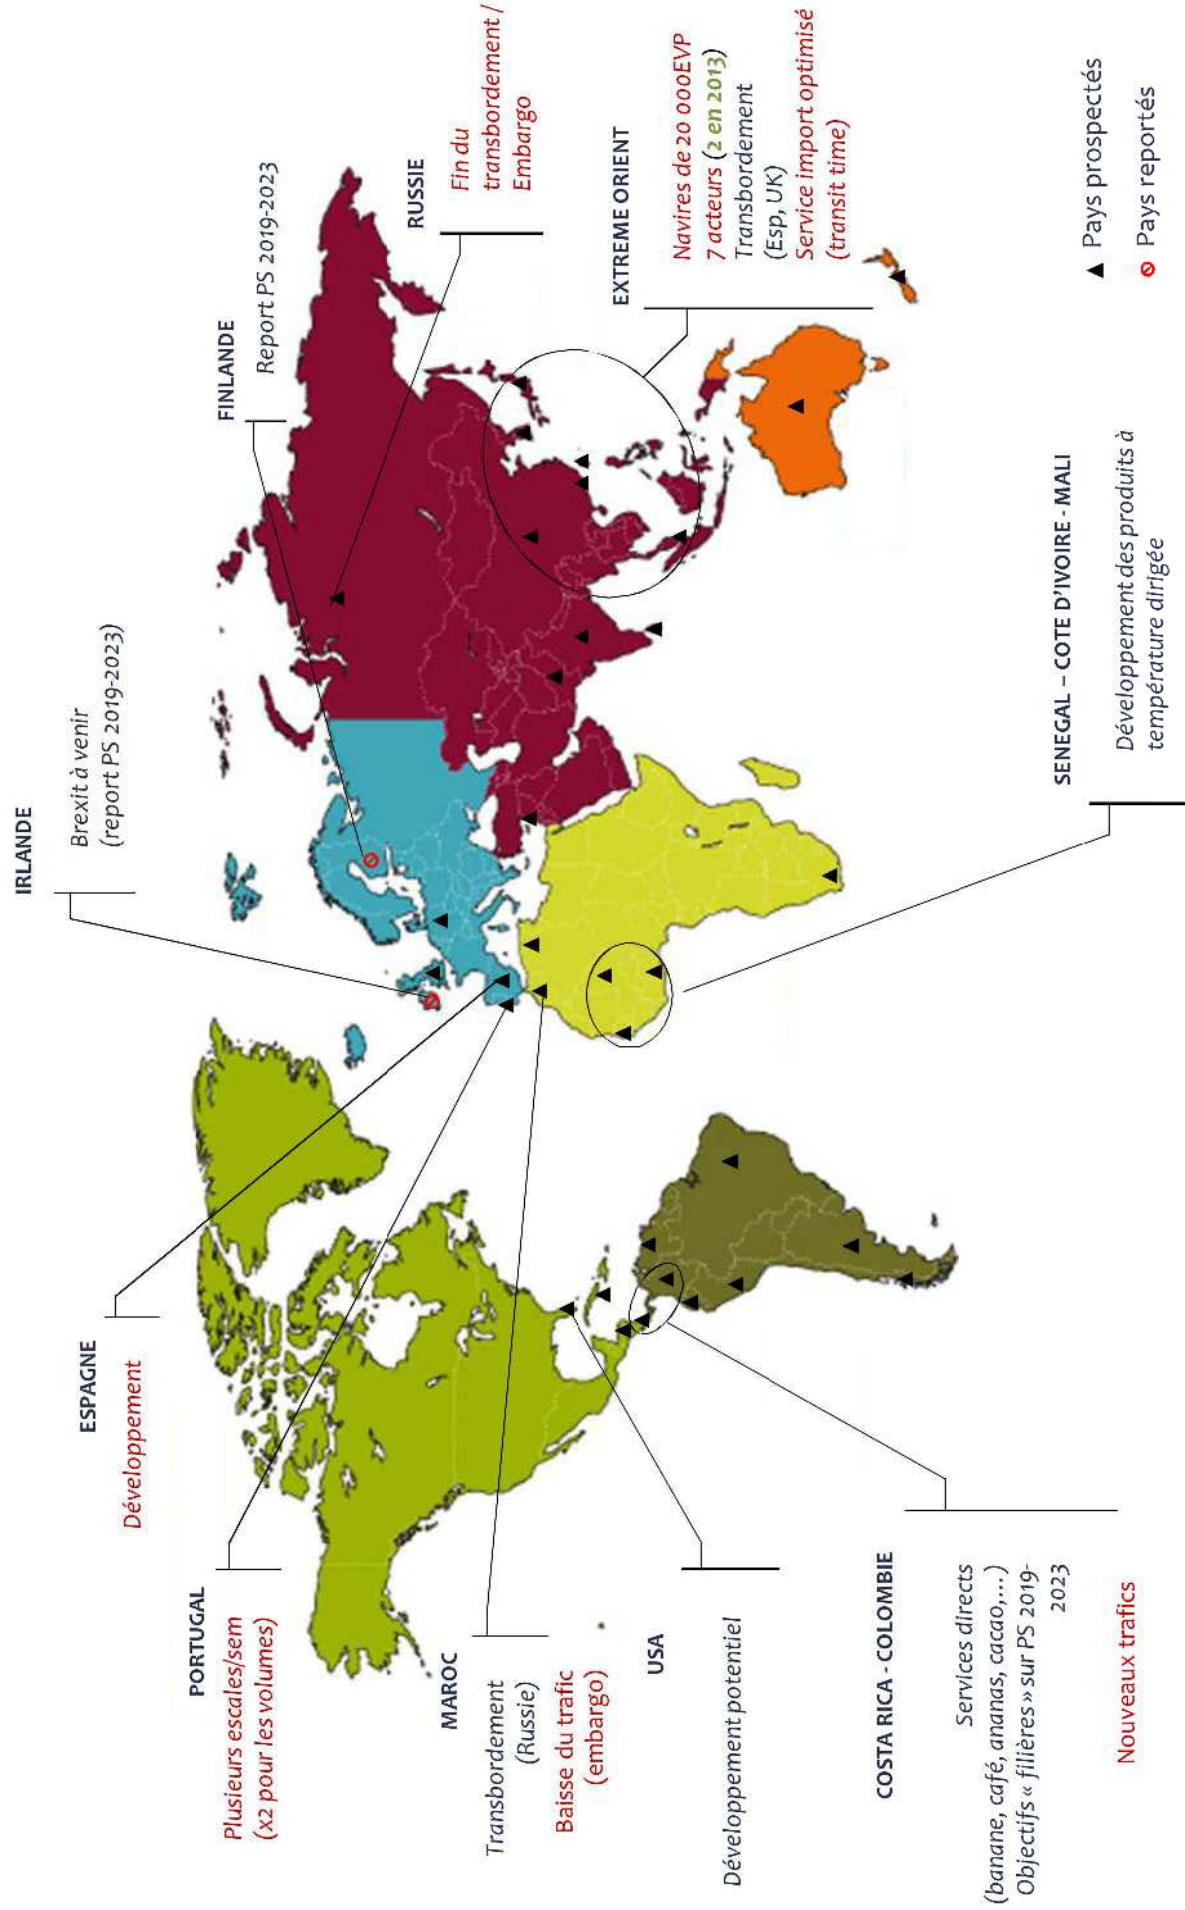 IRLANDE
Brexit à venir
(report PS 2019-2023)
FINLANDE
Report PS 2019-2023
RUSSIE
Fin du
transbordement /
Embargo
ESPAGNE
Développement
PORTUGAL
Plusieurs escales/sem
(x2 pour les volumes)
MAROC
Transbordement
(Russie)
Baisse du trafic
(embargo)
USA
Développement potentiel
COSTA RICA - COLOMBIE
Services directs
(banane, café, ananas, cacao,...)
Objectifs « filières » sur PS 2019-
2023
Nouveaux trafics
EXTREME ORIENT
Navires de 20 000EVP
7 acteurs (2 en 2013)
Transbordement
(Esp, UK)
Service import optimisé
(transit time)
SENEGAL – COTE D'IVOIRE - MALI
Développement des produits à
température dirigée
Pays prospectés
Pays reportés